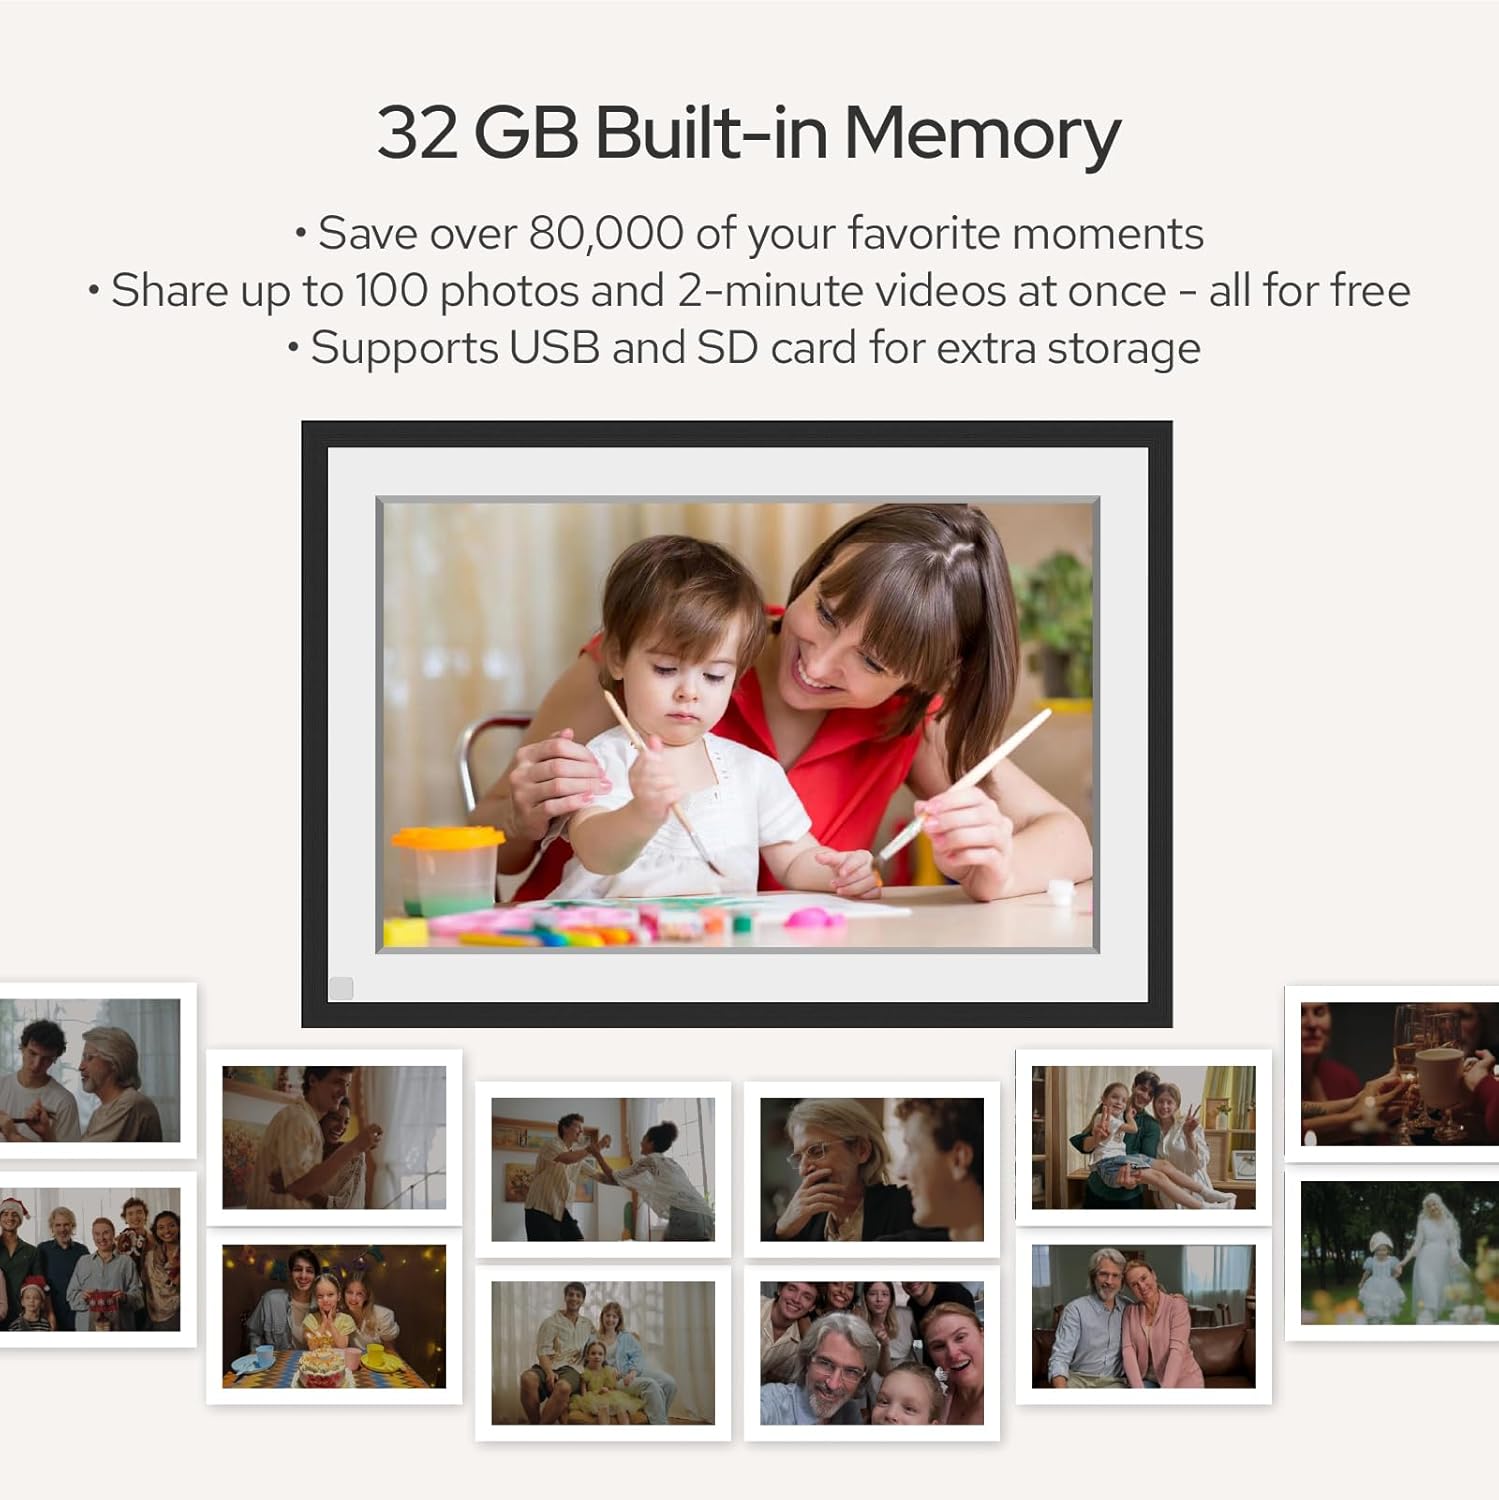 32 GB Built-in Memory
• Save over 80,000 of your favorite moments
• Share up to 100 photos and 2-minute videos at once - all for free
• Supports USB and SD card for extra storage